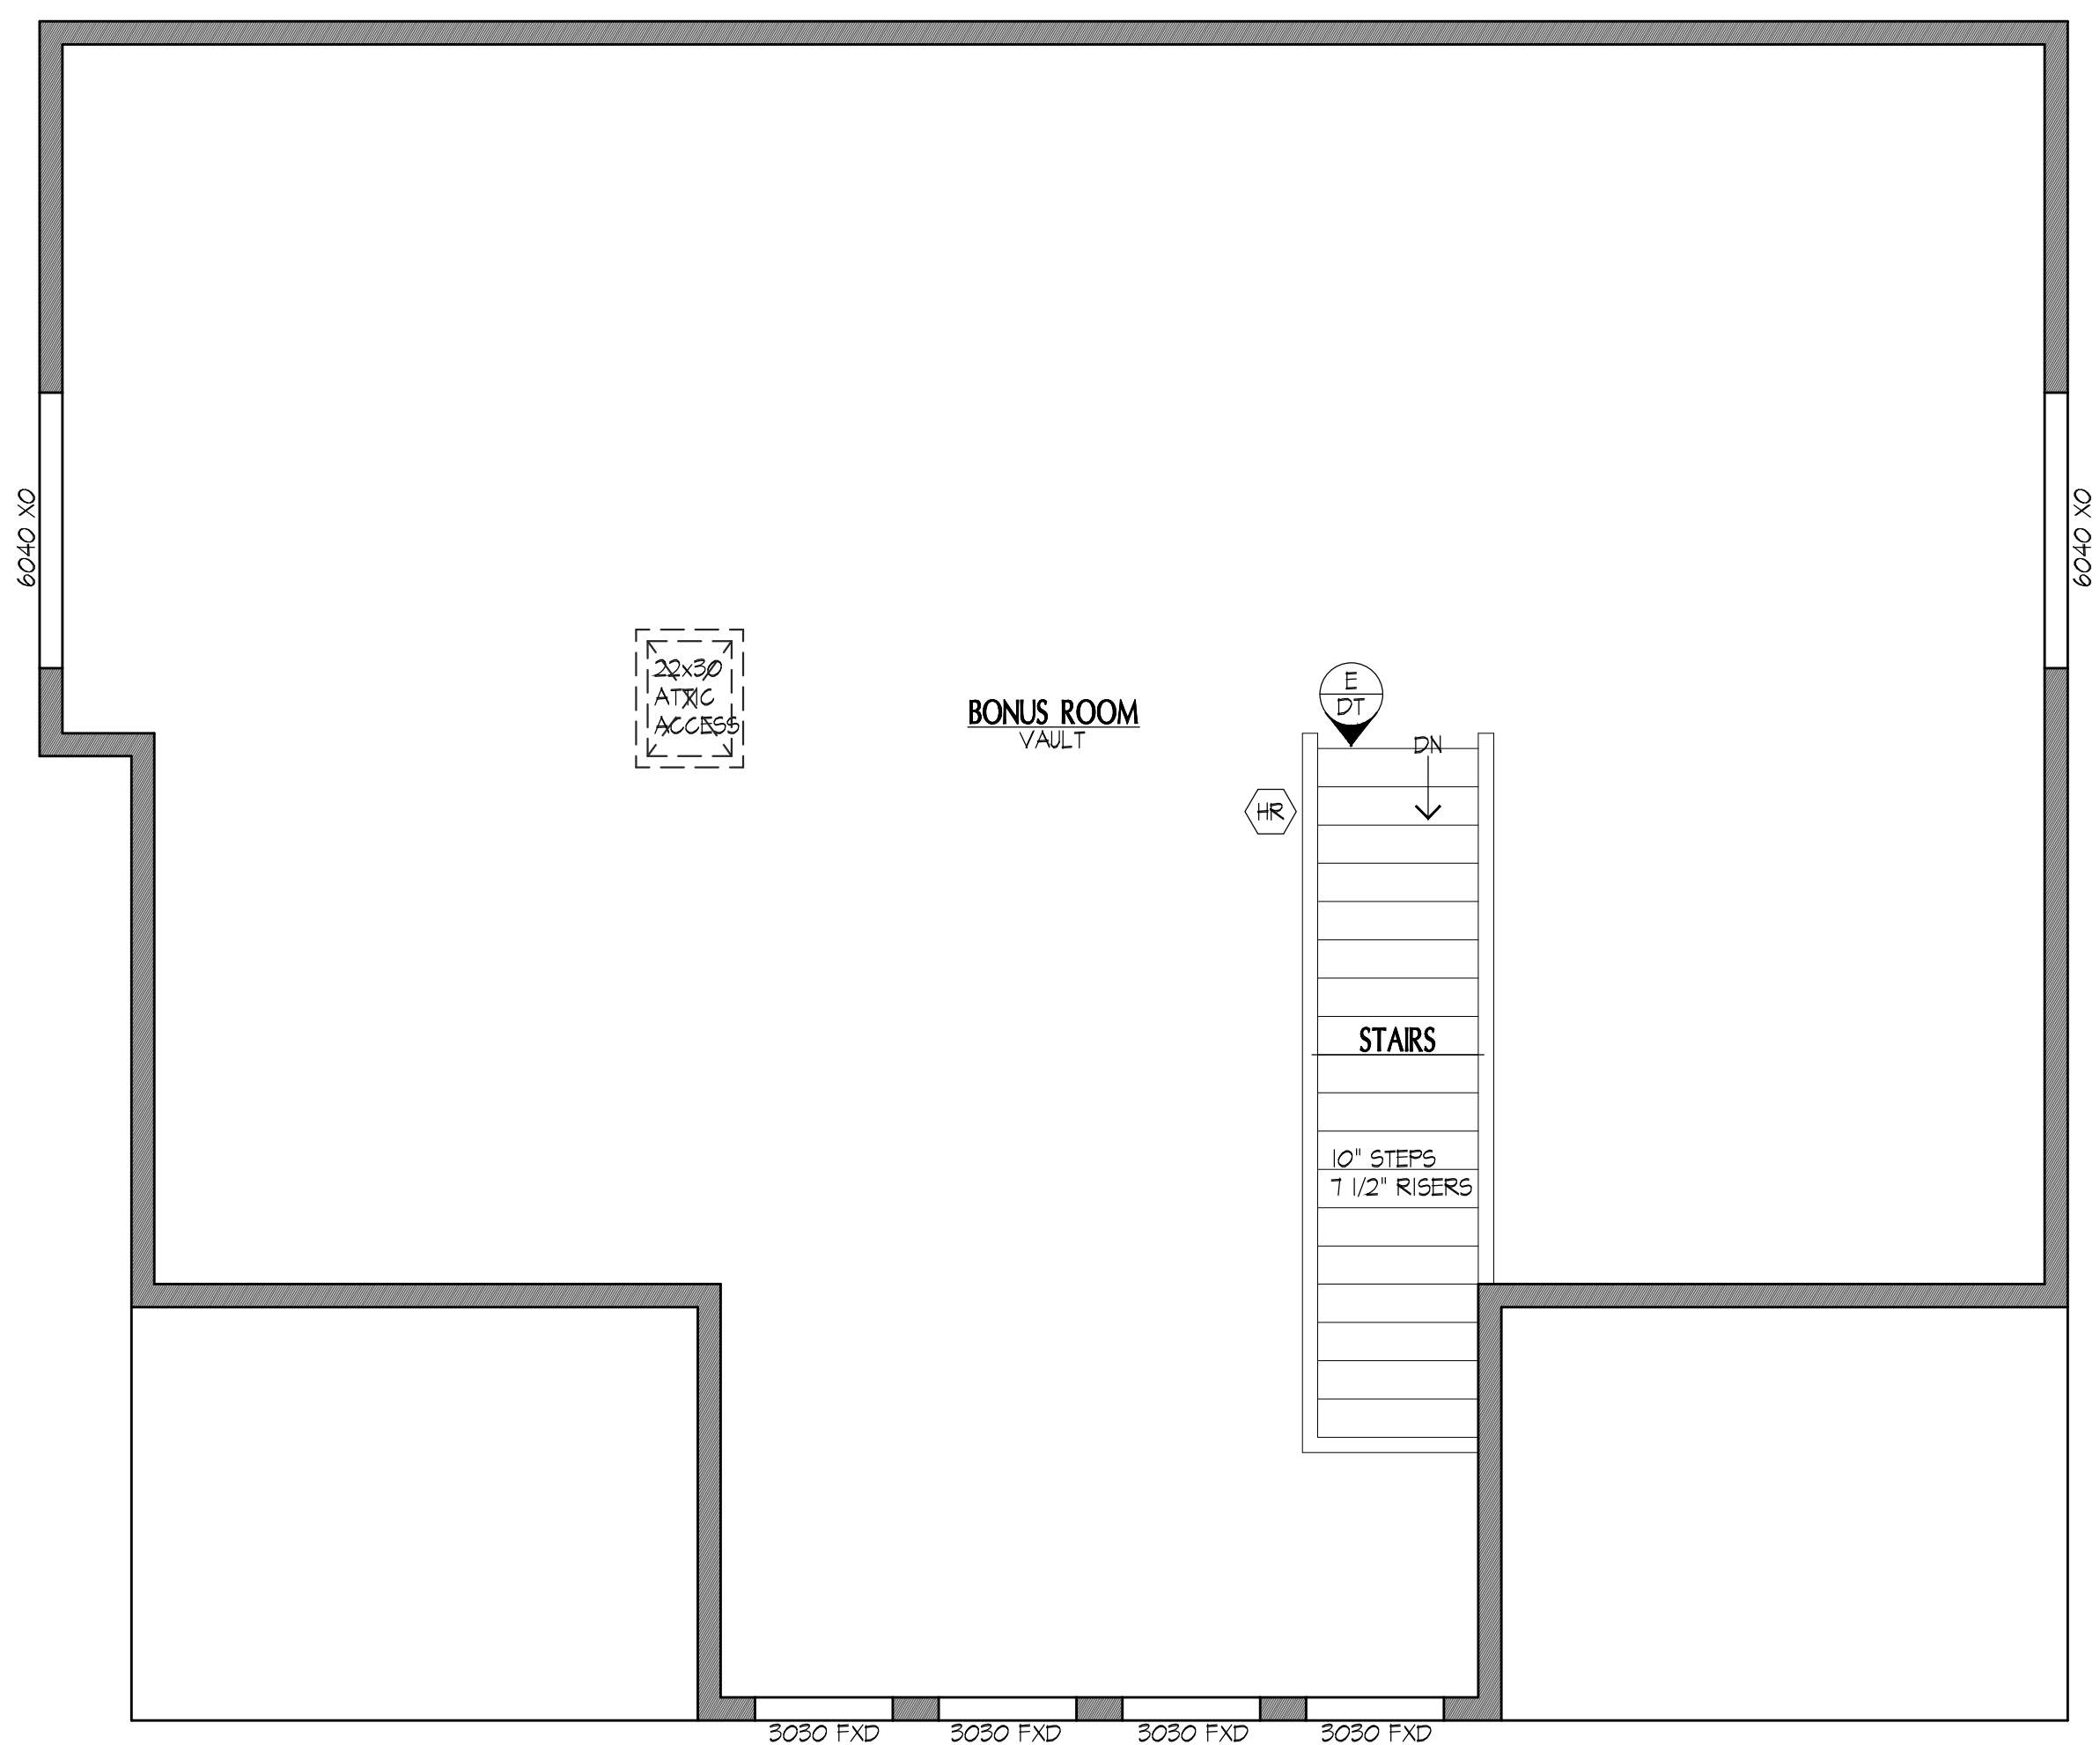 6040 XO
6040 XO
22x30
ATTIC
ACCESS
BONUS ROOM
VAULT
E
DT
DN
HR
STAIRS
10" STEPS
7 1/2" RISERS
3030 FXD
3030 FXD
3030 FXD
3030 FXD